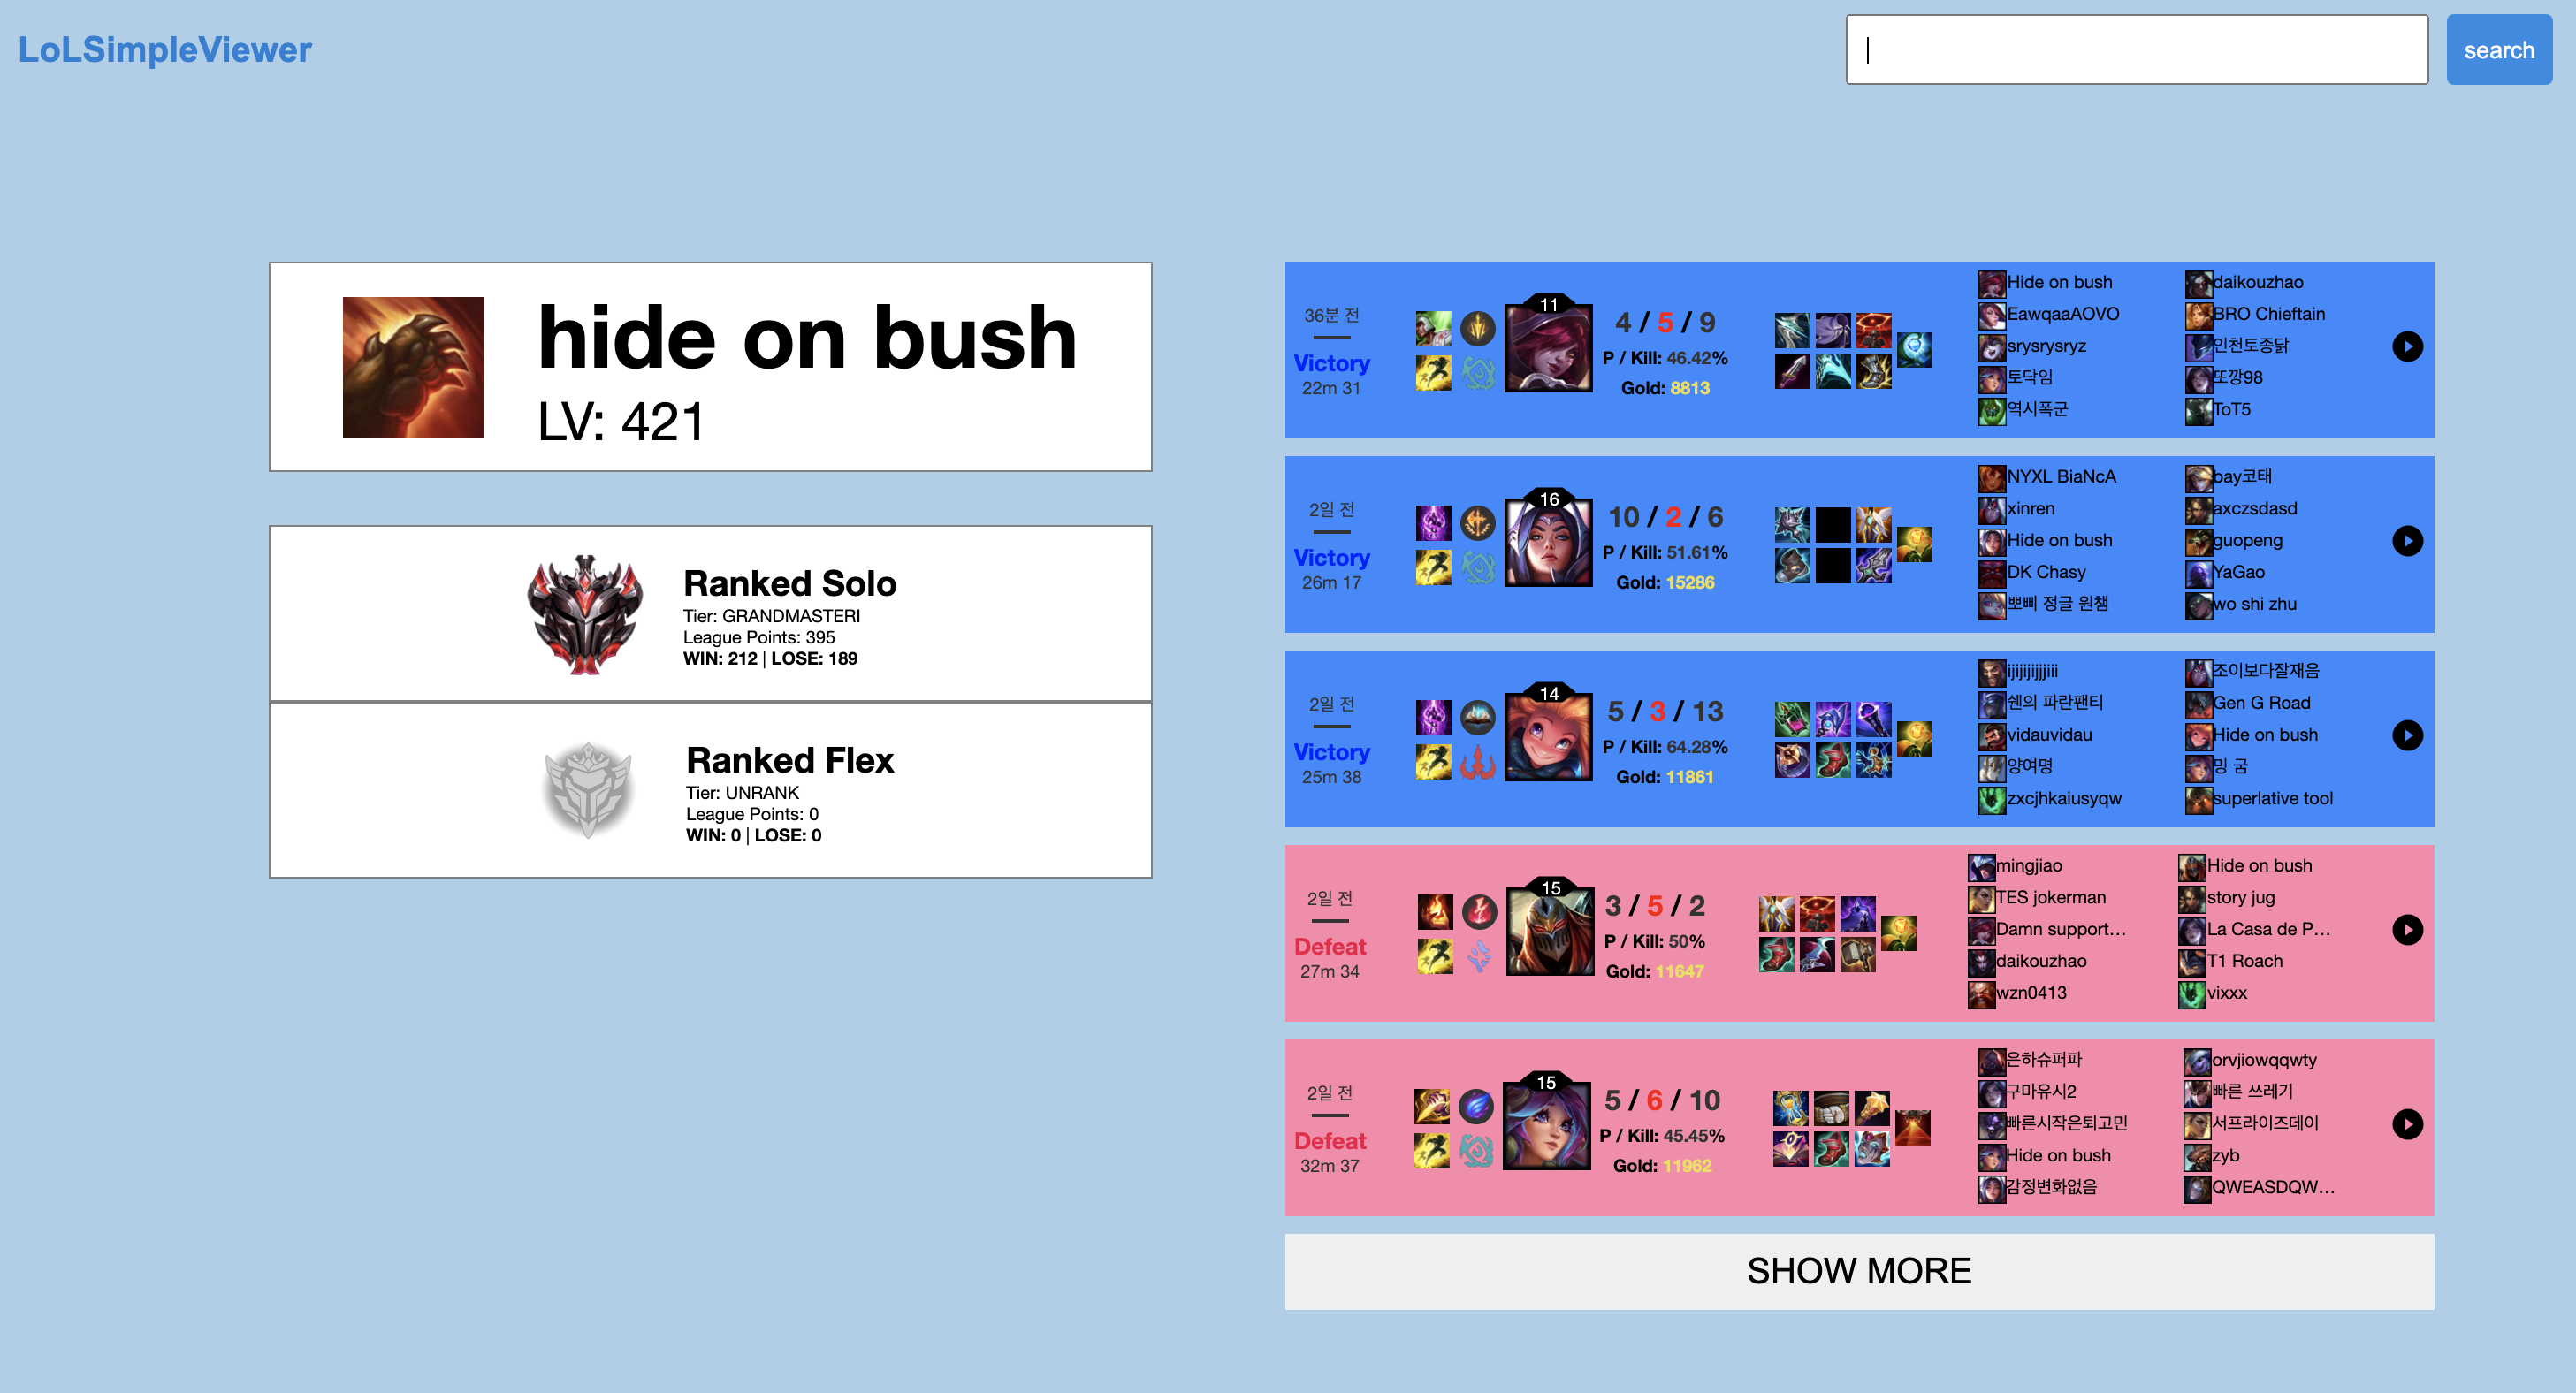 LoLSimpleViewer
search
hide on bush
LV: 421
Ranked Solo
Tier: GRANDMASTERI
League Points: 395
WIN: 212 | LOSE: 189
Ranked Flex
Tier: UNRANK
League Points: 0
WIN: 0 | LOSE: 0
36분 전
Victory
22m 31
11
4 / 5 / 9
P / Kill: 46.42%
Gold: 8813
Hide on bush
EawqaaAOVO
srysrysryz
토닥임
역시폭군
daikouzhao
BRO Chieftain
인천토종닭
또깡98
ToT5
2일 전
Victory
26m 17
16
10 / 2 / 6
P / Kill: 51.61%
Gold: 15286
NYXL BiaNcA
xinren
Hide on bush
DK Chasy
뽀삐 정글 원챔
bay코태
axczsdasd
guopeng
YaGao
wo shi zhu
2일 전
Victory
25m 38
14
5 / 3 / 13
P / Kill: 64.28%
Gold: 11861
ijijijijjjiii
쉔의 파란팬티
vidauvidau
양여명
zxcjhkaiusyqw
조이보다잘재음
Gen G Road
Hide on bush
밍 굼
superlative tool
2일 전
Defeat
27m 34
15
3 / 5 / 2
P / Kill: 50%
Gold: 11647
mingjiao
TES jokerman
Damn support...
daikouzhao
wzn0413
Hide on bush
story jug
La Casa de P...
T1 Roach
vixxx
2일 전
Defeat
32m 37
15
5 / 6 / 10
P / Kill: 45.45%
Gold: 11962
은하슈퍼파
구마유시2
빠른시작은퇴고민
Hide on bush
감정변화없음
orvjiowqqwty
빠른 쓰레기
서프라이즈데이
zyb
QWEASDQW...
SHOW MORE